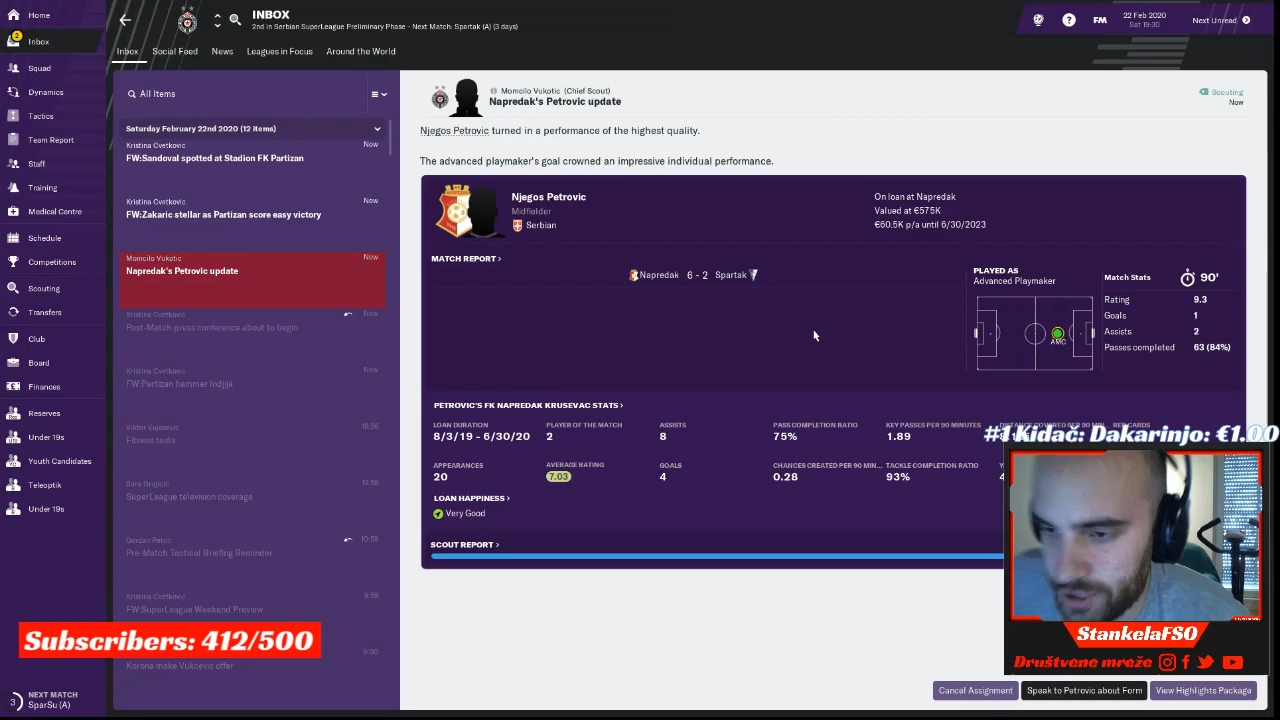 INBOX
2nd in Serbian SuperLeague Preliminary Phase - Next Match: Spartak (A) (3 days)
FM
22 Feb 2020
Sat 19:30
Next Unread
Home
2
Inbox
Squad
Dynamics
Tactics
Team Report
Staff
Training
Medical Centre
Schedule
Competitions
Scouting
Transfers
Club
Board
Finances
Reserves
Under 19s
Youth Candidates
Teleoptik
Under 19s
3
NEXT MATCH
SparSu (A)
Inbox
Social Feed
News
Leagues in Focus
Around the World
All Items
Saturday February 22nd 2020 (12 items)
Kristina Cvetkovic
Now
FW:Sandoval spotted at Stadion FK Partizan
Kristina Cvetkovic
Now
FW:Zakaric stellar as Partizan score easy victory
Momcilo Vukotic
Now
Napredak's Petrovic update
Kristina Cvetkovic
Now
Post-Match press conference about to begin
Kristina Cvetkovic
Now
FW:Partizan hammer Indjija
Viktor Vujosevic
Fitness tests
Sara Grujicic
SuperLeague television coverage
Gordan Petric
Pre-Match Tactical Briefing Reminder
Kristina Cvetkovic
FW:SuperLeague Weekend Preview
Korona make Vukcevic offer
Momcilo Vukotic (Chief Scout)
Napredak's Petrovic update
Scouting
Now
Njegos Petrovic turned in a performance of the highest quality.
The advanced playmaker's goal crowned an impressive individual performance.
Njegos Petrovic
Midfielder
Serbian
On loan at Napredak
Valued at €575K
€60.5K p/a until 6/30/2023
MATCH REPORT >
Napredak 6 - 2 Spartak
PLAYED AS
Advanced Playmaker
AMC
Match Stats
90'
Rating 9.3
Goals 1
Assists 2
Passes completed 63 (84%)
PETROVIC'S FK NAPREDAK KRUSEVAC STATS >
LOAN DURATION
8/3/19 - 6/30/20
PLAYER OF THE MATCH
2
ASSISTS
8
PASS COMPLETION RATIO
75%
KEY PASSES PER 90 MINUTES
1.89
APPEARANCES
20
AVERAGE RATING
7.03
GOALS
4
CHANCES CREATED PER 90 MIN...
0.28
TACKLE COMPLETION RATIO
93%
LOAN HAPPINESS >
Very Good
SCOUT REPORT >
Cancel Assignment
Speak to Petrovic about Form
View Highlights Package
#1 Ludač: Dakarinjo: €1.00
StankelaFSO
Društvene mreže
Subscribers: 412/500